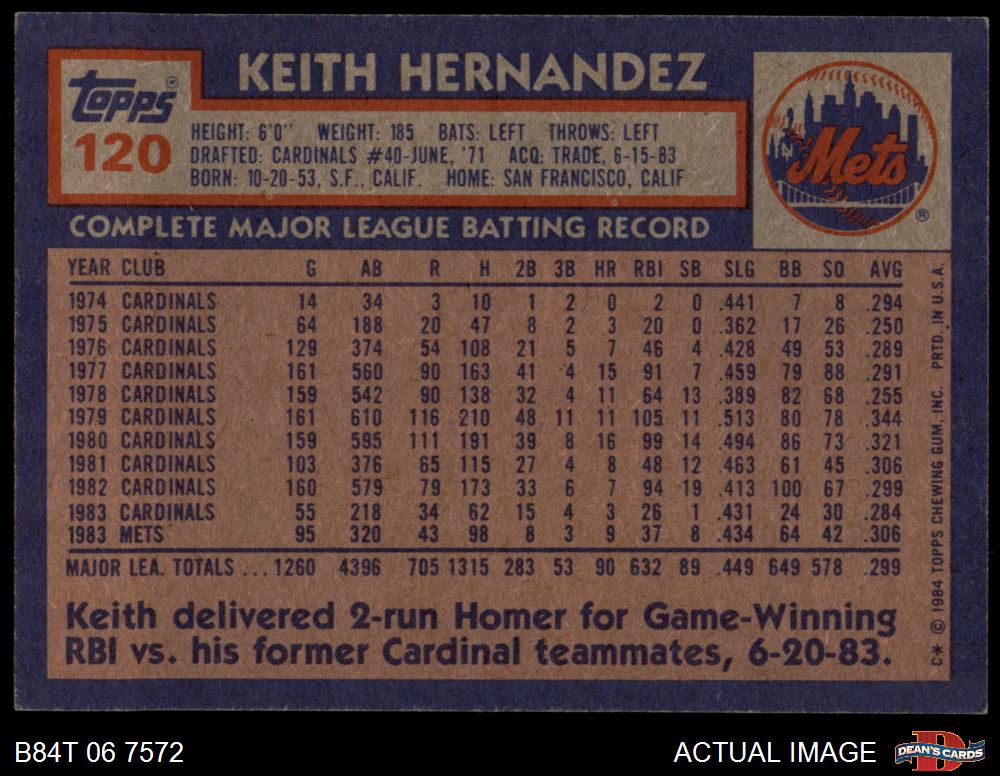 Topps®
120
KEITH HERNANDEZ
HEIGHT: 6'0" WEIGHT: 185 BATS: LEFT THROWS: LEFT
DRAFTED: CARDINALS #40-JUNE, '71 ACQ: TRADE, 6-15-83
BORN: 10-20-53, S.F., CALIF. HOME: SAN FRANCISCO, CALIF
NY Mets ®
COMPLETE MAJOR LEAGUE BATTING RECORD
YEAR CLUB G AB R H 2B 3B HR RBI SB SLG BB SO AVG
1974 CARDINALS 14 34 3 10 1 2 0 2 0 .441 7 8 .294
1975 CARDINALS 64 188 20 47 8 2 3 20 0 .362 17 26 .250
1976 CARDINALS 129 374 54 108 21 5 7 46 4 .428 49 53 .289
1977 CARDINALS 161 560 90 163 41 4 15 91 7 .459 79 88 .291
1978 CARDINALS 159 542 90 138 32 4 11 64 13 .389 82 68 .255
1979 CARDINALS 161 610 116 210 48 11 11 105 11 .513 80 78 .344
1980 CARDINALS 159 595 111 191 39 8 16 99 14 .494 86 73 .321
1981 CARDINALS 103 376 65 115 27 4 8 48 12 .463 61 45 .306
1982 CARDINALS 160 579 79 173 33 6 7 94 19 .413 100 67 .299
1983 CARDINALS 55 218 34 62 15 4 3 26 1 .431 24 30 .284
1983 METS 95 320 43 98 8 3 9 37 8 .434 64 42 .306
MAJOR LEA. TOTALS ... 1260 4396 705 1315 283 53 90 632 89 .449 649 578 .299
Keith delivered 2-run Homer for Game-Winning
RBI vs. his former Cardinal teammates, 6-20-83.
C* © 1984 TOPPS CHEWING GUM, INC. PRTD. IN U.S.A.
B84T 06 7572
ACTUAL IMAGE
DEAN'S CARDS